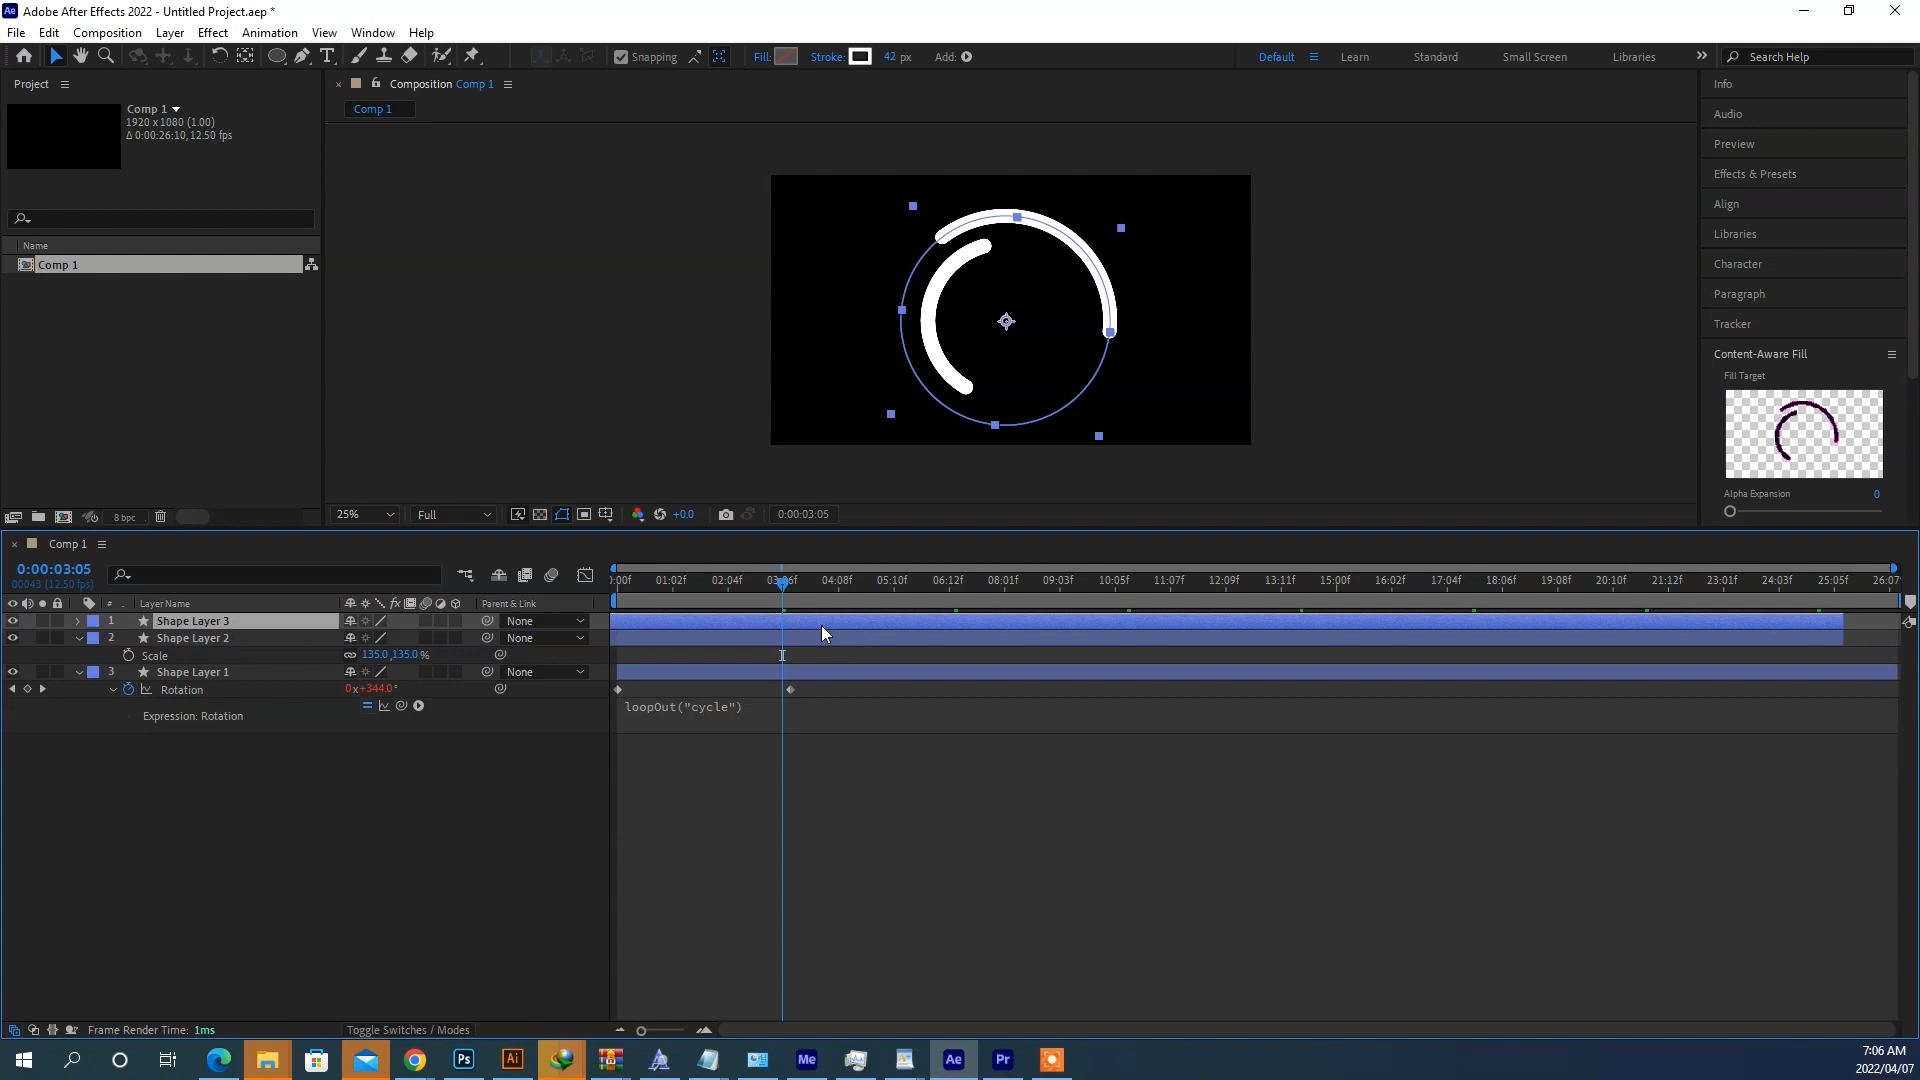 Adobe After Effects 2022 - Untitled Project.aep *
File Edit Composition Layer Effect Animation View Window Help
Snapping Fill: Stroke: 42 px Add: Default Learn Standard Small Screen Libraries Search Help
Project
Comp 1
1920 x 1080 (1.00)
Δ 0:00:26:10, 12.50 fps
Name
Comp 1
8 bpc
Composition Comp 1
Comp 1
25% Full +0.0 0:00:03:05
Info
Audio
Preview
Effects & Presets
Align
Libraries
Character
Paragraph
Tracker
Content-Aware Fill
Fill Target
Alpha Expansion 0
Comp 1
0:00:03:05
00043 (12.50 fps)
):00f 01:02f 02:04f 03:06f 04:08f 05:10f 06:12f 08:01f 09:03f 10:05f 11:07f 12:09f 13:11f 15:00f 16:02f 17:04f 18:06f 19:08f 20:10f 21:12f 23:01f 24:03f 25:05f 26:07
# . Layer Name fx Parent & Link
1 Shape Layer 3 None
2 Shape Layer 2 None
Scale 135.0,135.0 %
3 Shape Layer 1 None
Rotation 0x+344.0°
Expression: Rotation loopOut("cycle")
Frame Render Time: 1ms Toggle Switches / Modes
Ps Ai Me Ae Pr
7:06 AM
2022/04/07